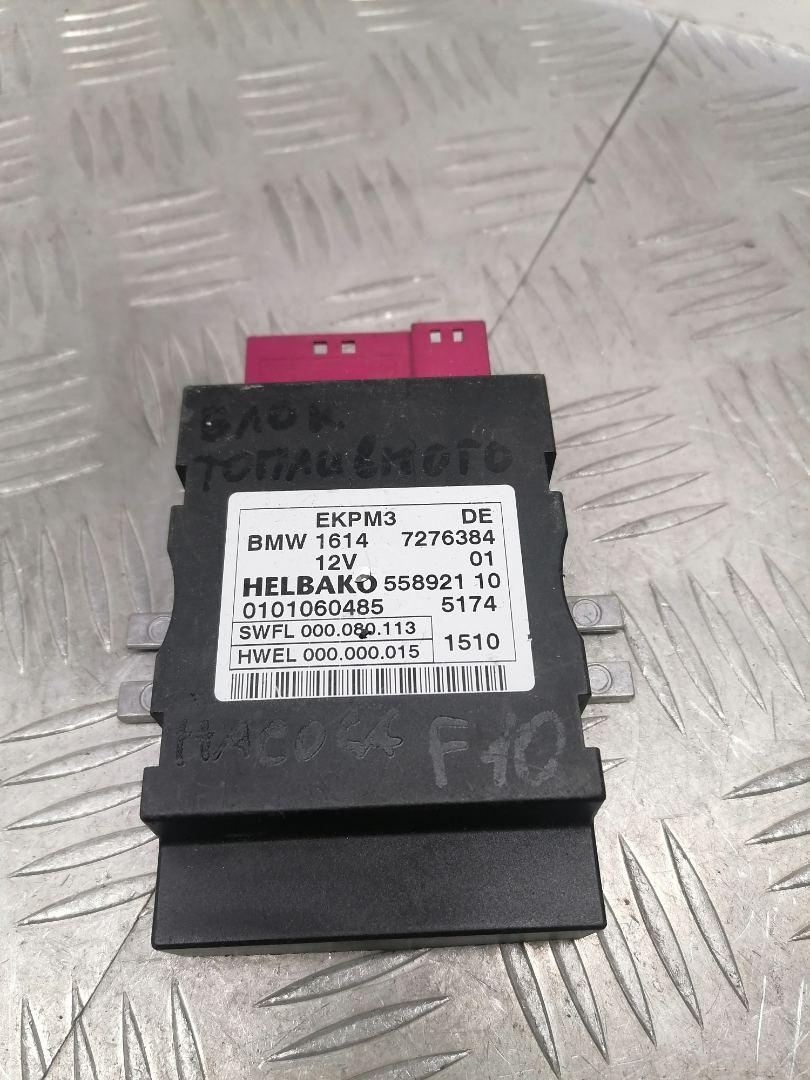 БЛОК
ТОПЛИВНОГО
EKPM3 DE
BMW 1614 7276384
12V 01
HELBAKO 558921 10
0101060485 5174
SWFL 000.080.113
HWEL 000.000.015 1510
НАСОСА F10